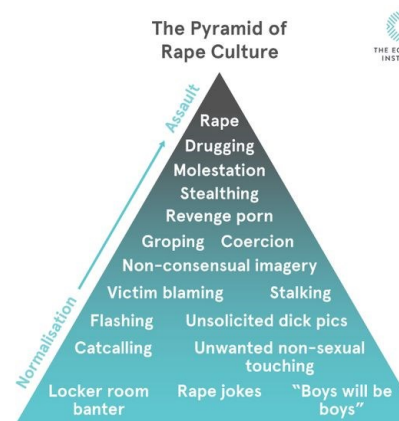 The Pyramid of
Rape Culture
THE
INST
Assault
Normalisation
Rape
Drugging
Molestation
Stealthing
Revenge porn
Groping Coercion
Non-consensual imagery
Victim blaming Stalking
Flashing Unsolicited dick pics
Catcalling Unwanted non-sexual
touching
Locker room Rape jokes "Boys will be
banter boys"